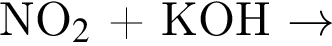 NO₂ + KOH →